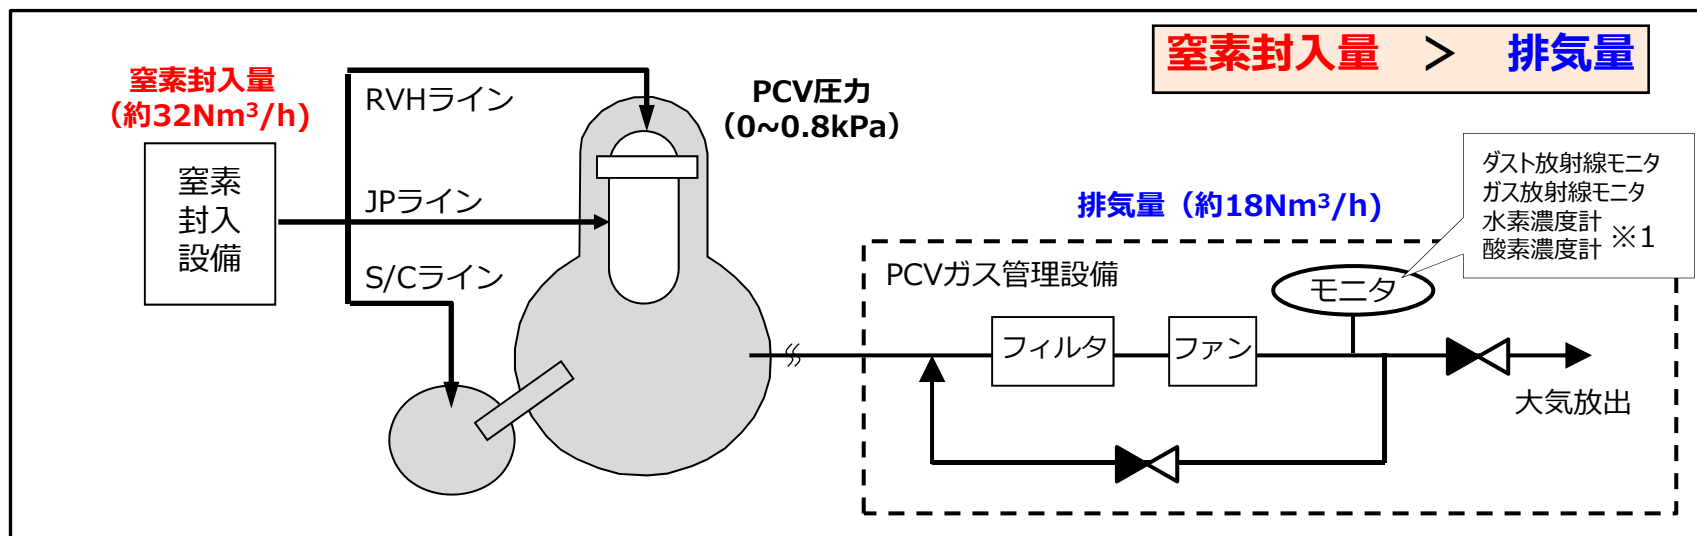 窒素封入量 > 排気量
窒素封入量
（約32Nm³/h)
RVHライン
PCV圧力
（0~0.8kPa）
窒素
封入
設備
JPライン
S/Cライン
排気量（約18Nm³/h)
ダスト放射線モニタ
ガス放射線モニタ
水素濃度計
酸素濃度計 ※1
PCVガス管理設備
モニタ
フィルタ
ファン
大気放出